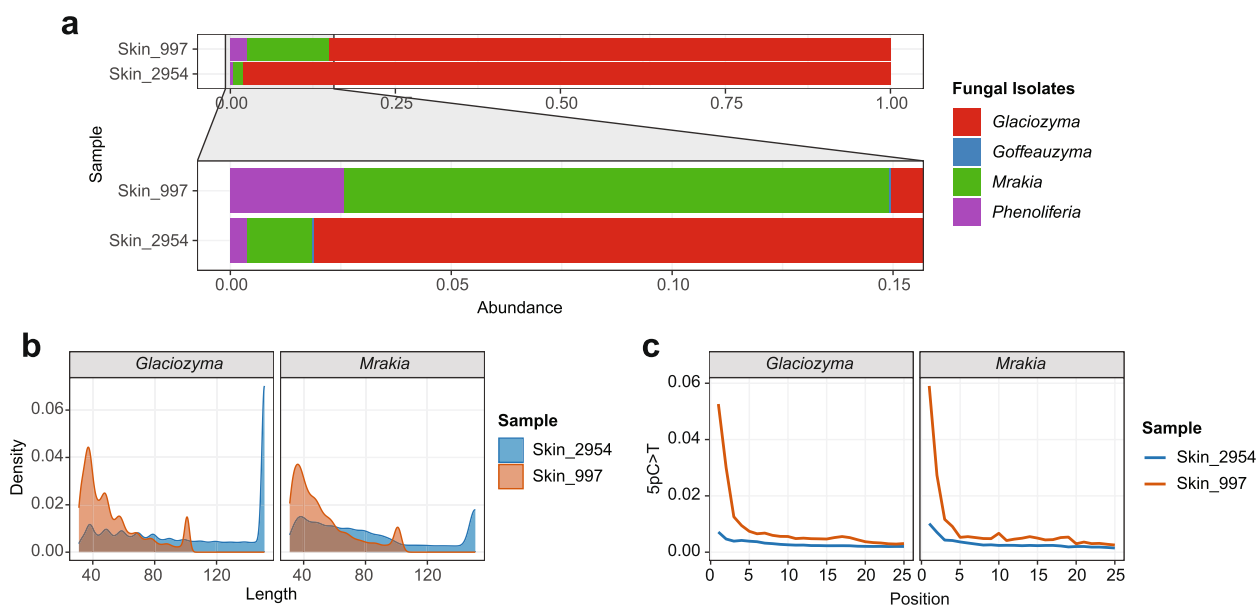 a
Sample
Skin_997
Skin_2954
0.00 0.25 0.50 0.75 1.00
Skin_997
Skin_2954
0.00 0.05 0.10 0.15
Abundance
Fungal Isolates
Glaciozyma
Goffeauzyma
Mrakia
Phenoliferia
b
Glaciozyma Mrakia
Density
0.06
0.04
0.02
0.00
40 80 120 40 80 120
Length
Sample
Skin_2954
Skin_997
c
Glaciozyma Mrakia
5pC>T
0.06
0.04
0.02
0.00
0 5 10 15 20 25 0 5 10 15 20 25
Position
Sample
Skin_2954
Skin_997